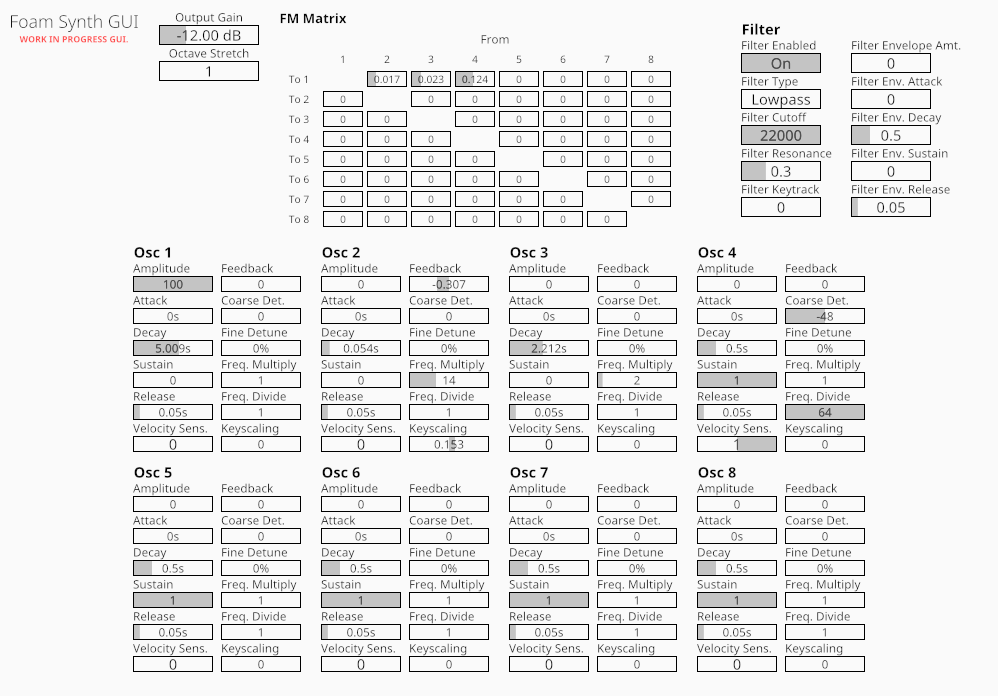 Foam Synth GUI
WORK IN PROGRESS GUI.
Output Gain
-12.00 dB
Octave Stretch
1
FM Matrix
From
1 2 3 4 5 6 7 8
To 1 0.017 0.023 0.124 0 0 0 0
To 2 0 0 0 0 0 0 0
To 3 0 0 0 0 0 0 0
To 4 0 0 0 0 0 0 0
To 5 0 0 0 0 0 0 0
To 6 0 0 0 0 0 0 0
To 7 0 0 0 0 0 0 0
To 8 0 0 0 0 0 0 0
Filter
Filter Enabled Filter Envelope Amt.
On 0
Filter Type Filter Env. Attack
Lowpass 0
Filter Cutoff Filter Env. Decay
22000 0.5
Filter Resonance Filter Env. Sustain
0.3 0
Filter Keytrack Filter Env. Release
0 0.05
Osc 1
Amplitude Feedback
100 0
Attack Coarse Det.
0s 0
Decay Fine Detune
5.009s 0%
Sustain Freq. Multiply
0 1
Release Freq. Divide
0.05s 1
Velocity Sens. Keyscaling
0 0
Osc 2
Amplitude Feedback
0 -0.307
Attack Coarse Det.
0s 0
Decay Fine Detune
0.054s 0%
Sustain Freq. Multiply
0 14
Release Freq. Divide
0.05s 1
Velocity Sens. Keyscaling
0 0.153
Osc 3
Amplitude Feedback
0 0
Attack Coarse Det.
0s 0
Decay Fine Detune
2.212s 0%
Sustain Freq. Multiply
0 2
Release Freq. Divide
0.05s 1
Velocity Sens. Keyscaling
0 0
Osc 4
Amplitude Feedback
0 0
Attack Coarse Det.
0s -48
Decay Fine Detune
0.5s 0%
Sustain Freq. Multiply
1 1
Release Freq. Divide
0.05s 64
Velocity Sens. Keyscaling
1 0
Osc 5
Amplitude Feedback
0 0
Attack Coarse Det.
0s 0
Decay Fine Detune
0.5s 0%
Sustain Freq. Multiply
1 1
Release Freq. Divide
0.05s 1
Velocity Sens. Keyscaling
0 0
Osc 6
Amplitude Feedback
0 0
Attack Coarse Det.
0s 0
Decay Fine Detune
0.5s 0%
Sustain Freq. Multiply
1 1
Release Freq. Divide
0.05s 1
Velocity Sens. Keyscaling
0 0
Osc 7
Amplitude Feedback
0 0
Attack Coarse Det.
0s 0
Decay Fine Detune
0.5s 0%
Sustain Freq. Multiply
1 1
Release Freq. Divide
0.05s 1
Velocity Sens. Keyscaling
0 0
Osc 8
Amplitude Feedback
0 0
Attack Coarse Det.
0s 0
Decay Fine Detune
0.5s 0%
Sustain Freq. Multiply
1 1
Release Freq. Divide
0.05s 1
Velocity Sens. Keyscaling
0 0